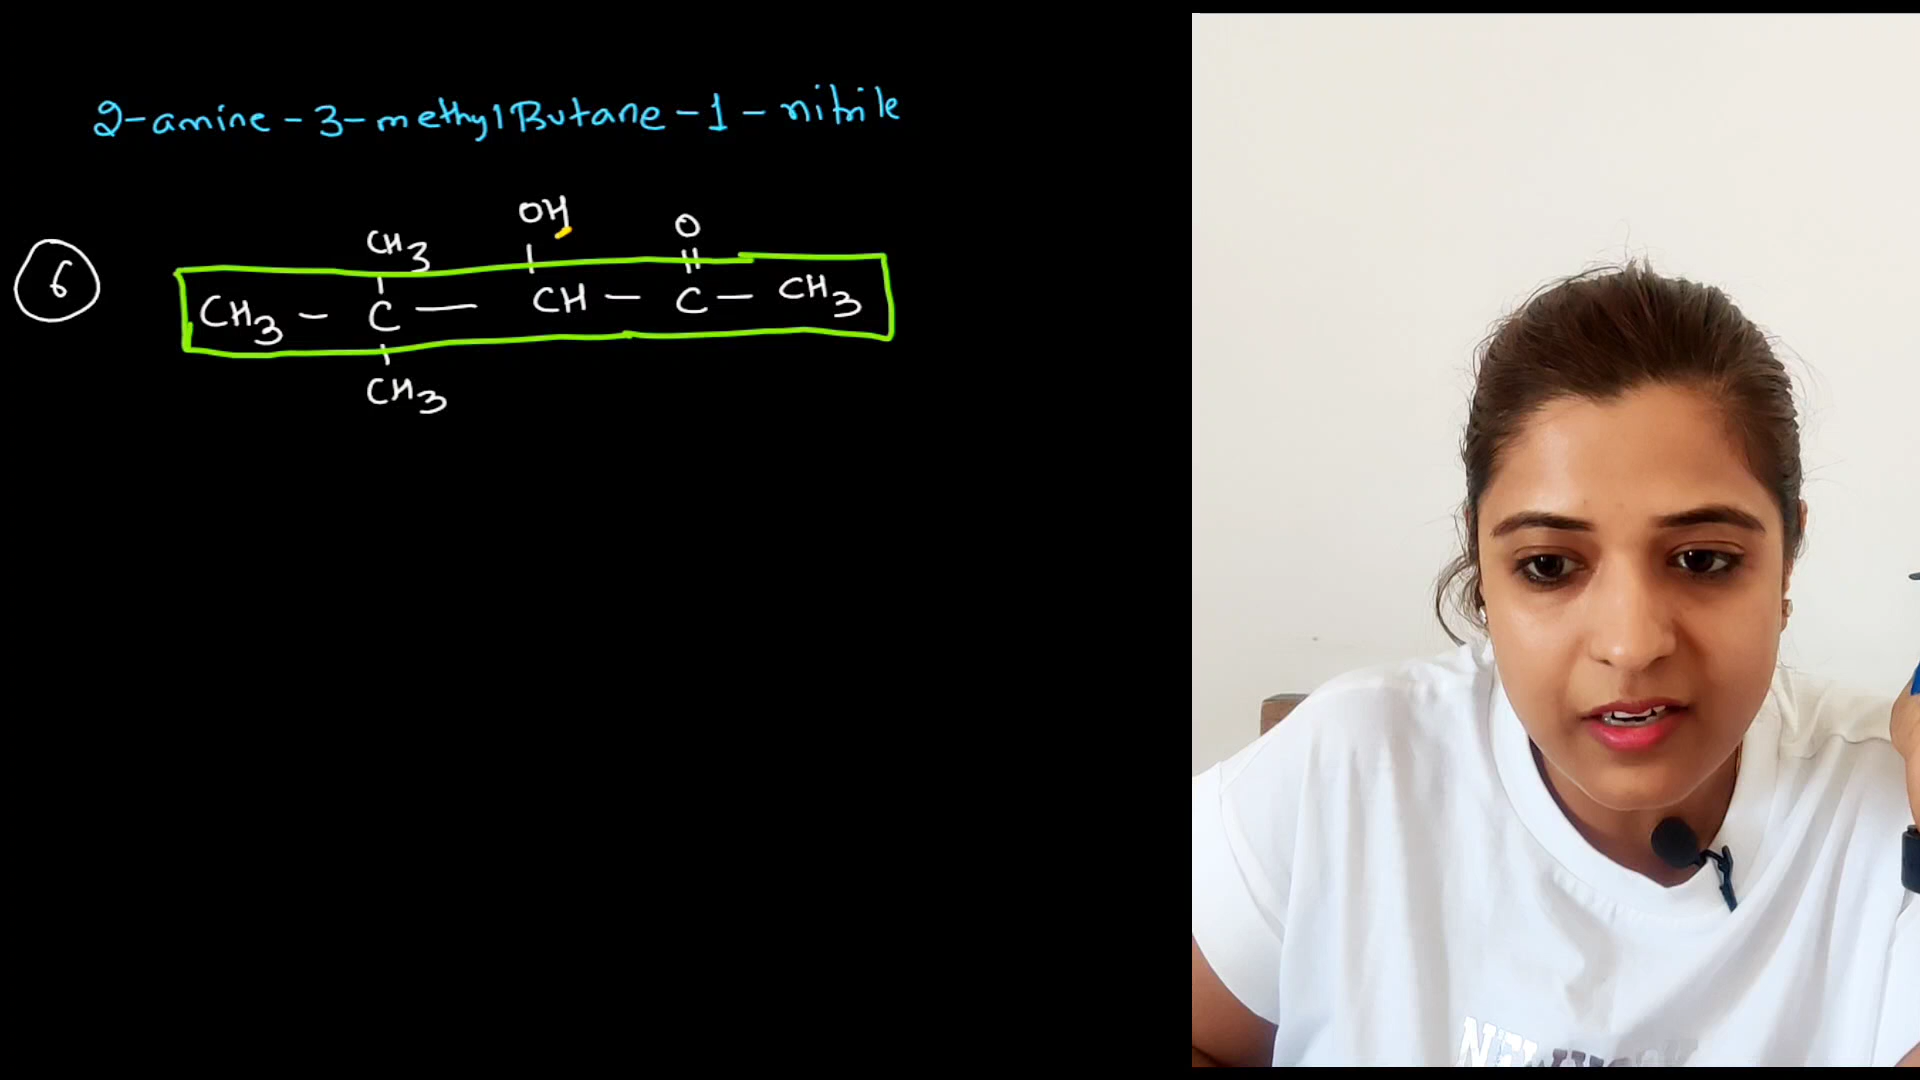 2-amine-3-methylButane-1-nitrile
6
OH
CH3 O
CH3 - C — CH - C - CH3
CH3